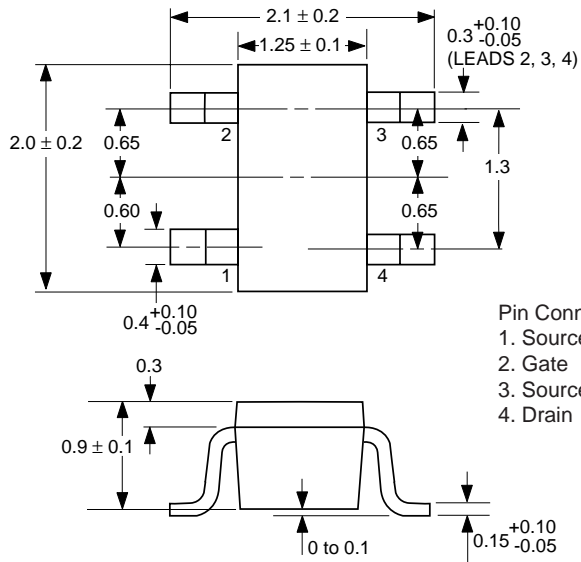 2.1 ± 0.2
1.25 ± 0.1
0.3 +0.10 -0.05
(LEADS 2, 3, 4)
2
3
2.0 ± 0.2
0.65
0.65
1.3
0.60
0.65
1
4
0.4 +0.10 -0.05
Pin Conn
1. Source
2. Gate
3. Source
4. Drain
0.3
0.9 ± 0.1
0 to 0.1
0.15 +0.10 -0.05